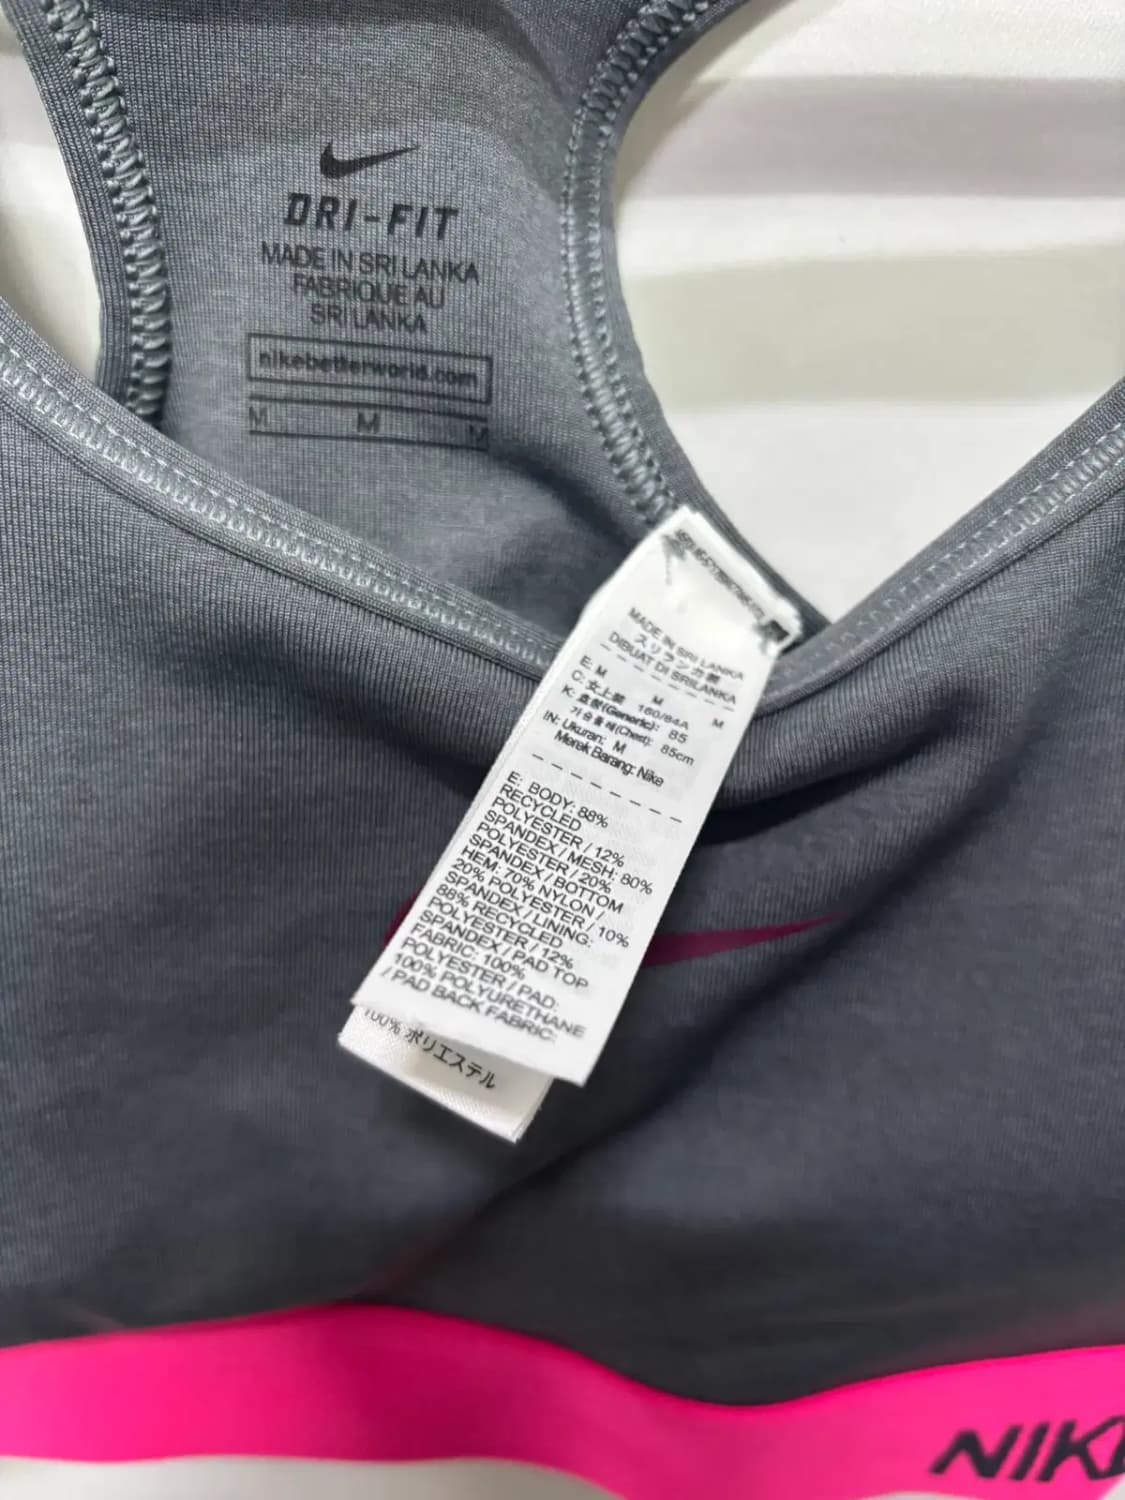 DRI-FIT
MADE IN SRI LANKA
FABRIQUE AU
SRI LANKA
nikebetterworld.com
M M M
MADE IN SRI LANKA
スリランカ製
DIBUAT DI SRILANKA
E: M M M
C: 女上装 160/84A
K: 호칭(Generic): 85
가슴둘레(Chest): 85cm
IN: Ukuran: M
Merek Barang: Nike
E: BODY: 88%
RECYCLED
POLYESTER / 12%
SPANDEX / MESH: 80%
POLYESTER / 20%
SPANDEX / BOTTOM
HEM: 70% NYLON /
20% POLYESTER / 10%
SPANDEX / LINING:
88% RECYCLED
POLYESTER / 12%
SPANDEX / PAD TOP
FABRIC: 100%
POLYESTER / PAD:
100% POLYURETHANE
/ PAD BACK FABRIC:
100% ポリエステル
NIKE